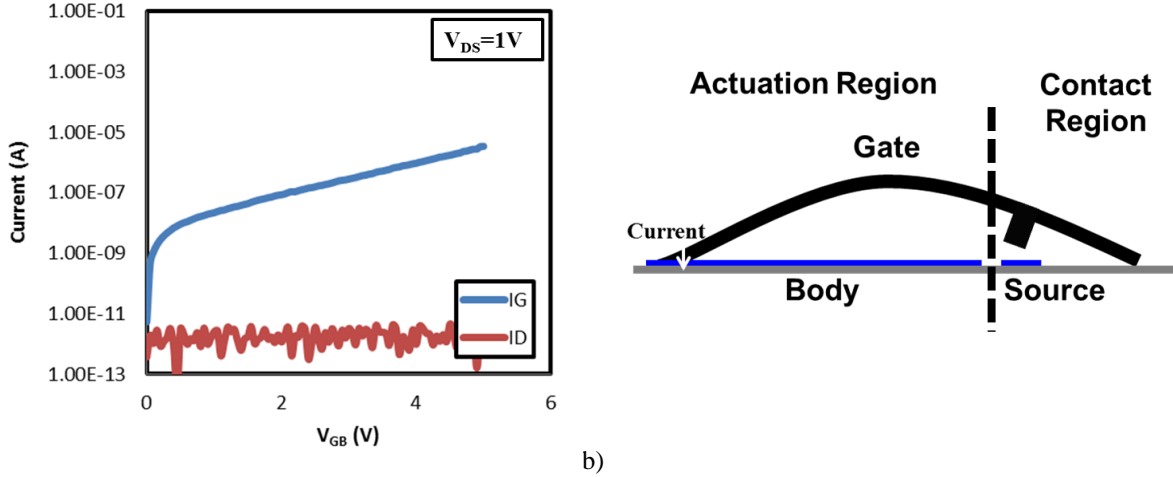 1.00E-01
1.00E-03
1.00E-05
1.00E-07
1.00E-09
1.00E-11
1.00E-13
Current (A)
V_DS=1V
IG
ID
0 2 4 6
V_GB (V)
b)
Actuation Region
Contact
Region
Gate
Current
Body
Source